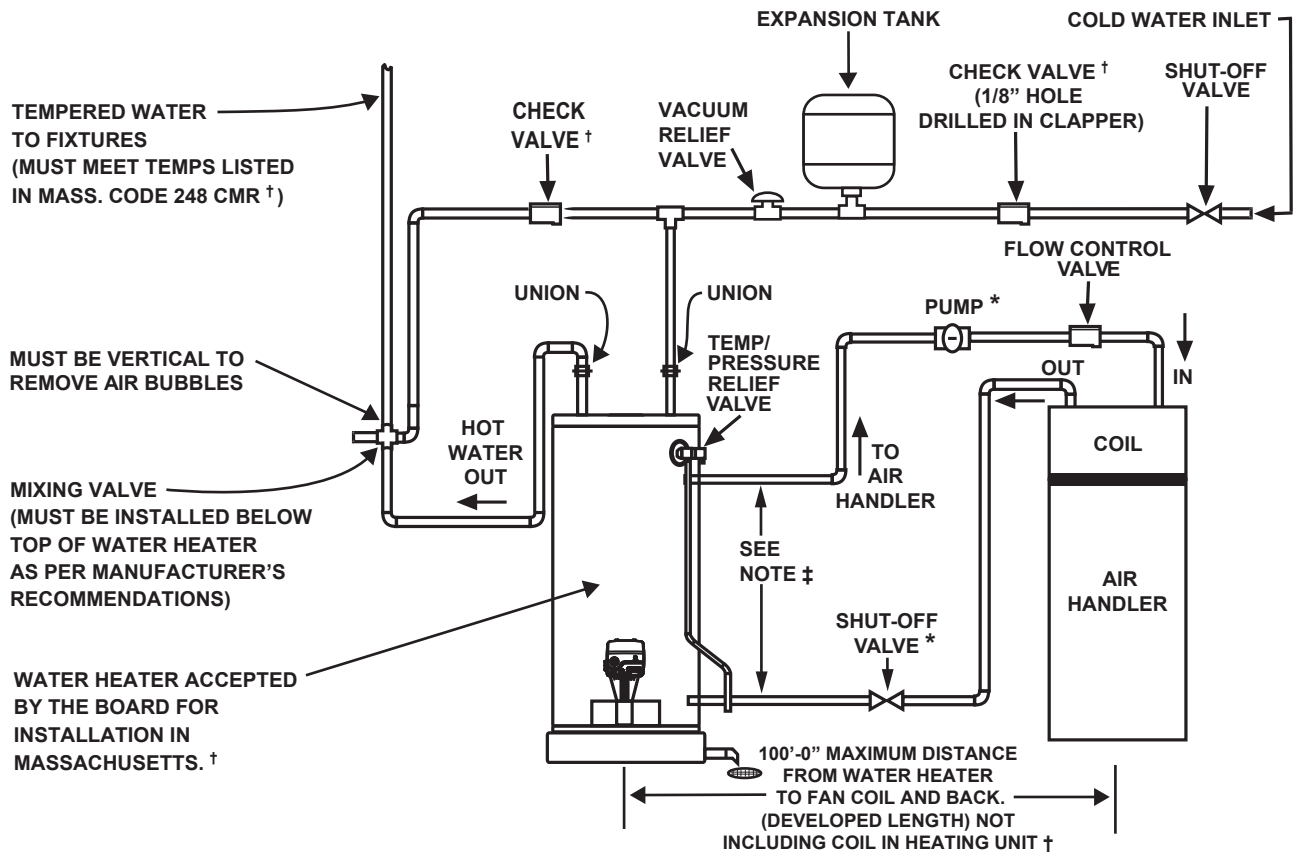 EXPANSION TANK
COLD WATER INLET
CHECK VALVE †
(1/8” HOLE
DRILLED IN CLAPPER)
SHUT-OFF
VALVE
TEMPERED WATER
TO FIXTURES
(MUST MEET TEMPS LISTED
IN MASS. CODE 248 CMR † )
CHECK
VALVE †
VACUUM
RELIEF
VALVE
FLOW CONTROL
VALVE
UNION
UNION
PUMP *
TEMP/
PRESSURE
RELIEF
VALVE
MUST BE VERTICAL TO
REMOVE AIR BUBBLES
OUT
IN
HOT
WATER
OUT
TO
AIR
HANDLER
COIL
MIXING VALVE
(MUST BE INSTALLED BELOW
TOP OF WATER HEATER
AS PER MANUFACTURER’S
RECOMMENDATIONS)
SEE
NOTE ‡
AIR
HANDLER
SHUT-OFF
VALVE *
WATER HEATER ACCEPTED
BY THE BOARD FOR
INSTALLATION IN
MASSACHUSETTS. †
100’-0” MAXIMUM DISTANCE
FROM WATER HEATER
TO FAN COIL AND BACK.
(DEVELOPED LENGTH) NOT
INCLUDING COIL IN HEATING UNIT †